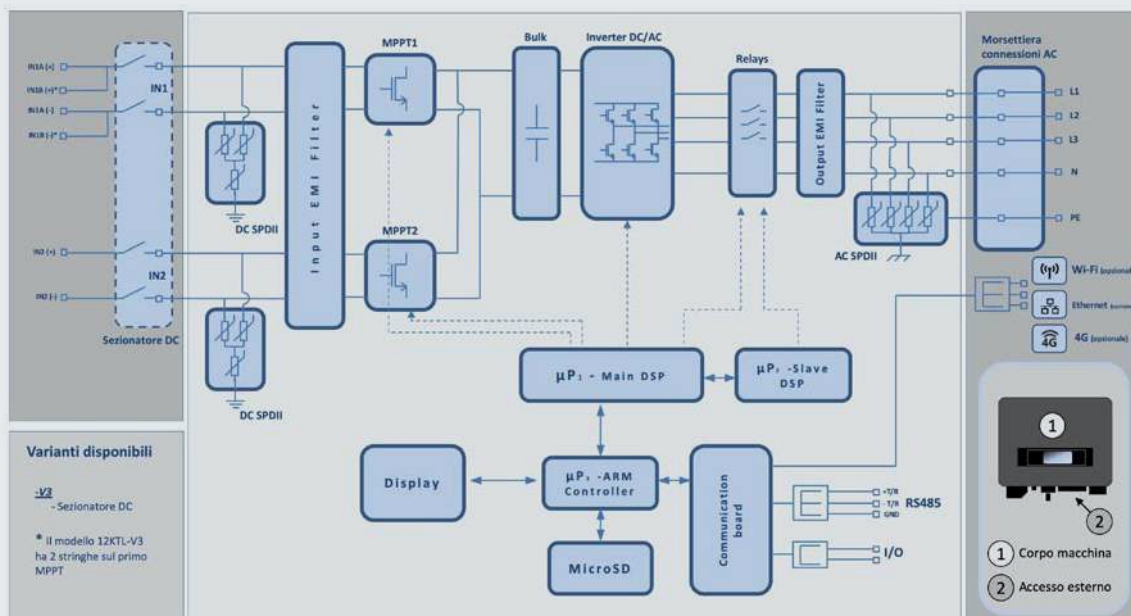 MPPT1
Bulk
Inverter DC/AC
Relays
Morsettiera
connessioni AC
IN1A (+)
IN1B (+)*
IN1A (-)
IN1B (-)*
IN1
Input EMI Filter
Output EMI Filter
L1
L2
L3
N
PE
DC SPDII
MPPT2
AC SPDII
IN2 (+)
IN2
IN2 (-)
Sezionatore DC
Wi-Fi (opzionale)
Ethernet
4G
4G (opzionale)
DC SPDII
µP₁ - Main DSP
-Slave
DSP
Varianti disponibili
-V3
- Sezionatore DC
* Il modello 12KTL-V3
ha 2 stringhe sul primo
MPPT
Display
-ARM
Controller
MicroSD
Communication
board
+T/R
- T/R
GND
RS485
I/O
1
2
1 Corpo macchina
2 Accesso esterno